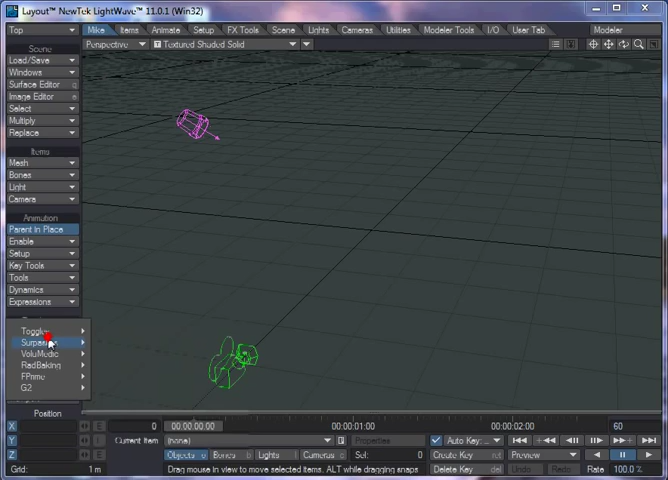 Layout™ NewTek LightWave™ 11.0.1 (Win32)
Top Mike Items Animate Setup FX Tools Scene Lights Cameras Utilities Modeler Tools I/O User Tab Modeler
Perspective Textured Shaded Solid
Scene
Load/Save
Windows
Surface Editor
Image Editor
Select
Multiply
Replace
Items
Mesh
Bones
Light
Camera
Animation
Parent In Place
Enable
Setup
Key Tools
Tools
Dynamics
Expressions
VoluMedic
RadBaking
FPrime
G2
Position
X 0 00:00:00:00 00:00:01:00 00:00:02:00 60
Y E Current Item (none) Properties Auto Key:
Z E Objects Bones Lights Cameras Sel: 0 Create Key ret Preview
Grid: 1 m Drag mouse in view to move selected items. ALT while dragging snaps Delete Key del Undo Redo Rate 100.0 %